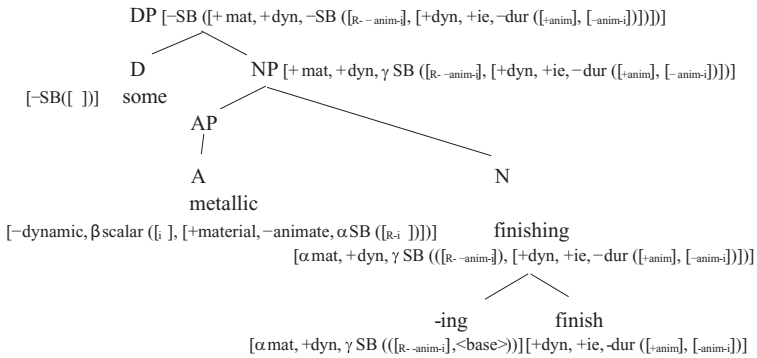 DP [−SB ([+ mat, +dyn, −SB ([R- −anim-i], [+dyn, +ie, −dur ([+anim], [−anim-i])])])]
D NP [+ mat, +dyn, γ SB ([R- −anim-i], [+dyn, +ie, −dur ([+anim], [− anim-i])])]
[−SB([ ])] some
AP
A N
metallic
[−dynamic, βscalar ([i ], [+material, −animate, αSB ([R-i ])])] finishing
[α mat, +dyn, γ SB (([R- −anim-i]), [+dyn, +ie, −dur ([+anim], [−anim-i])])]
-ing finish
[α mat, +dyn, γ SB (([R- -anim-i],<base>))] [+dyn, +ie, -dur ([+anim], [-anim-i])]